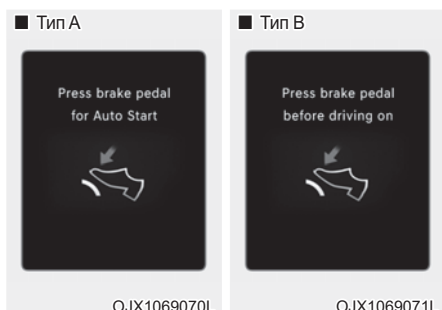 ■ Тип A
Press brake pedal
for Auto Start
OJX1069070L
■ Тип B
Press brake pedal
before driving on
OJX1069071L